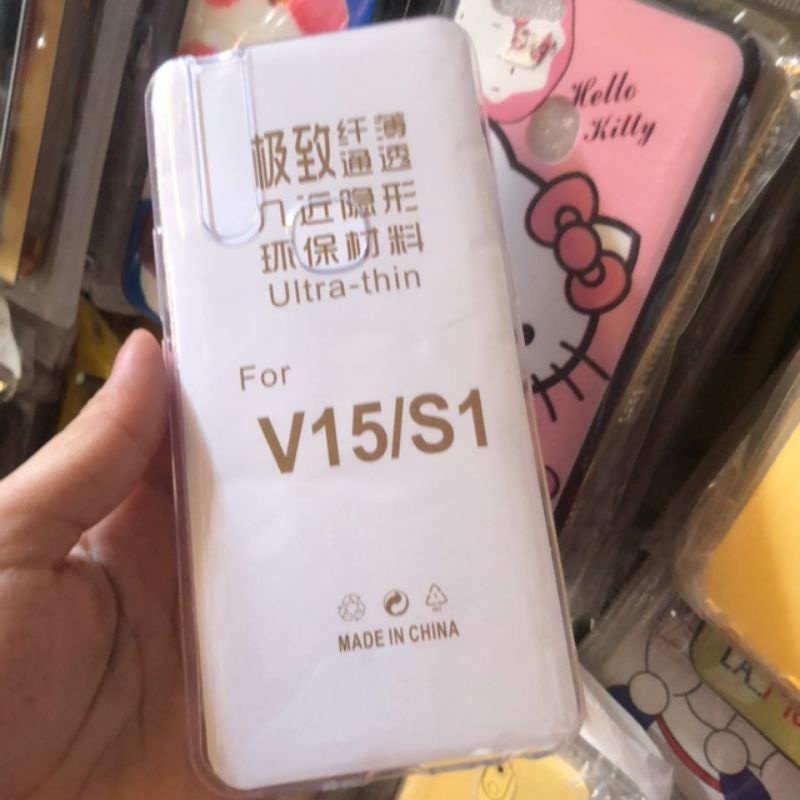 极致纤薄
通透
几近隐形
环保材料
Ultra-thin
For
V15/S1
MADE IN CHINA
Hello
Kitty